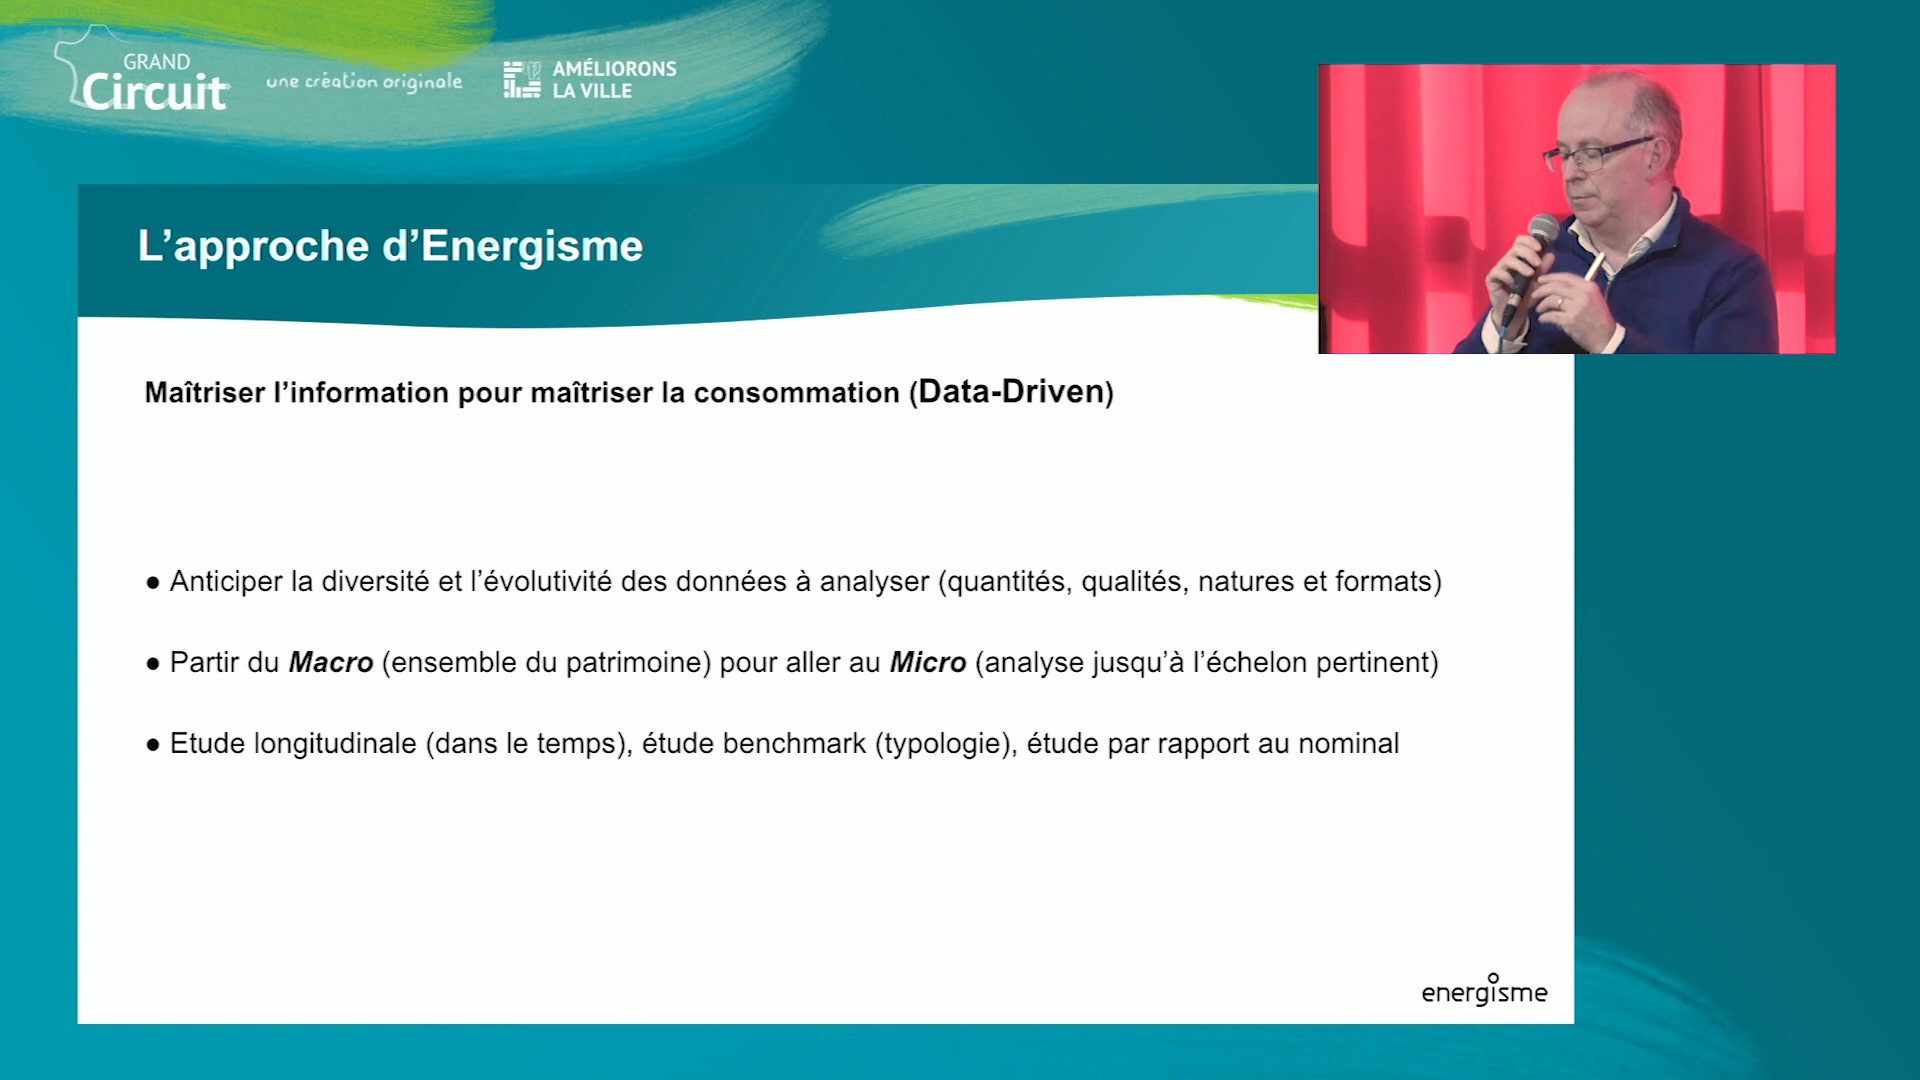 GRAND
Circuit
une création originale
AMÉLIORONS
LA VILLE
L’approche d’Energisme
Maîtriser l’information pour maîtriser la consommation (Data-Driven)
● Anticiper la diversité et l’évolutivité des données à analyser (quantités, qualités, natures et formats)
● Partir du Macro (ensemble du patrimoine) pour aller au Micro (analyse jusqu’à l’échelon pertinent)
● Etude longitudinale (dans le temps), étude benchmark (typologie), étude par rapport au nominal
energisme